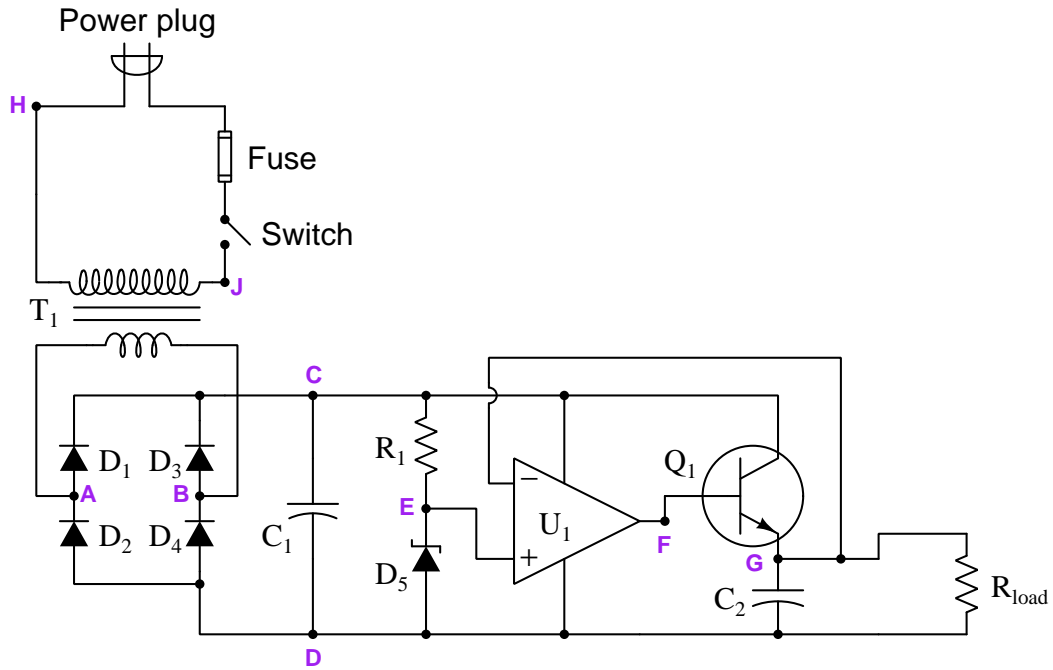 Power plug
H
Fuse
Switch
J
T1
C
D1
D3
R1
Q1
A
B
E
−
D2
D4
C1
U1
F
+
D5
G
C2
Rload
D